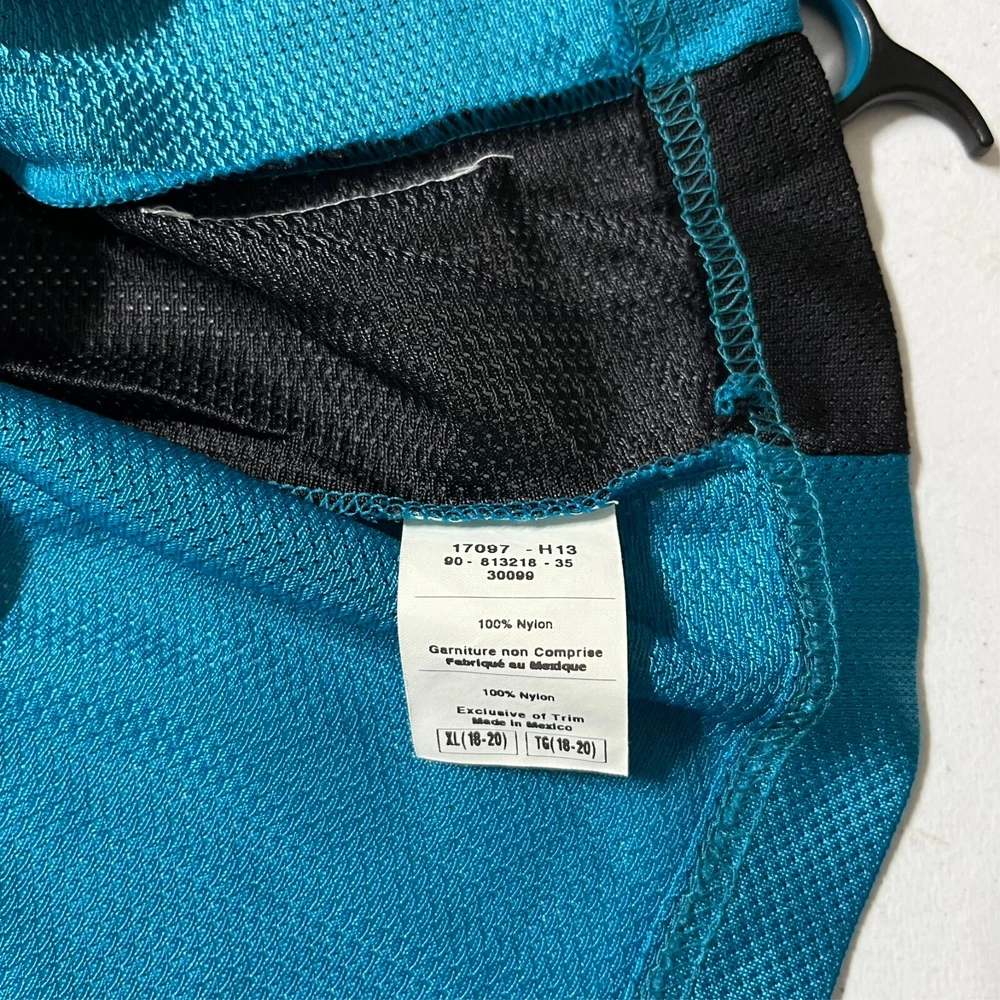 17097 - H13
90 - 813218 - 35
30099
100% Nylon
Garniture non Comprise
Fabriqué au Mexique
100% Nylon
Exclusive of Trim
Made in Mexico
XL(18-20) TG(18-20)